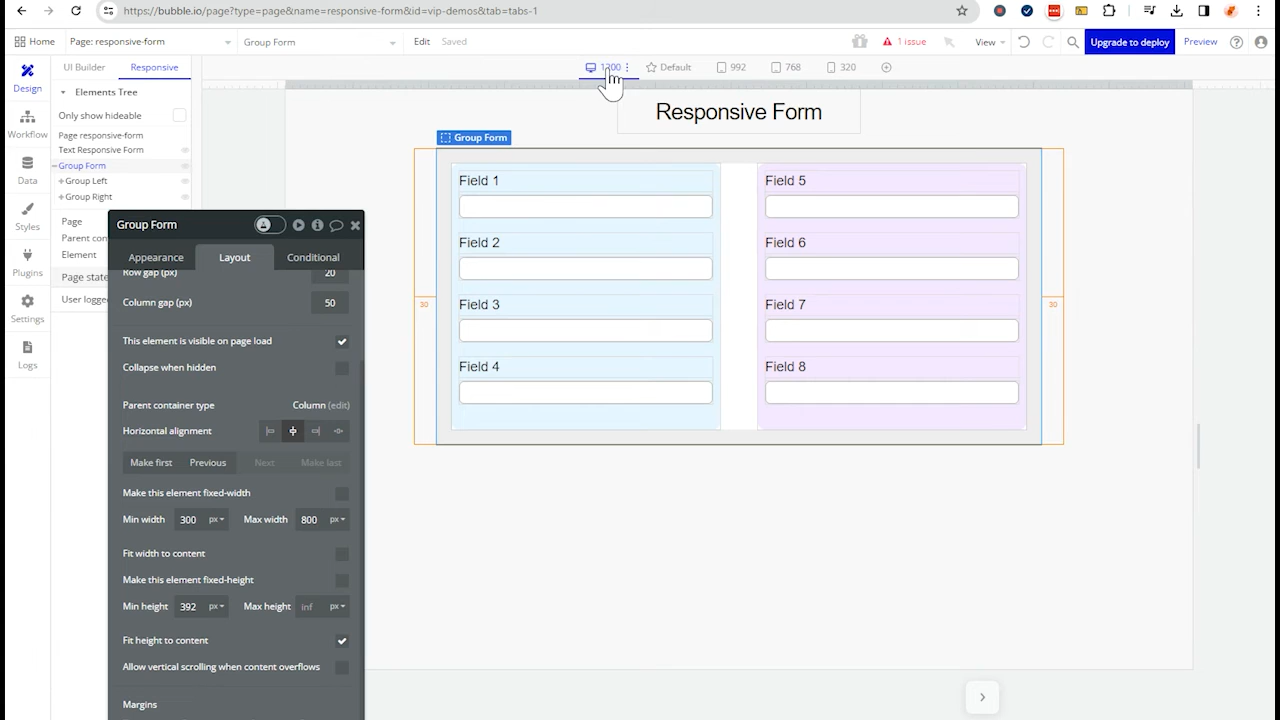 https://bubble.io/page?type=page&name=responsive-form&id=vip-demos&tab=tabs-1
Home
Page: responsive-form
Group Form
Edit
Saved
1 issue
View
Upgrade to deploy
Preview
Design
Workflow
Data
Styles
Plugins
Settings
Logs
UI Builder
Responsive
1200
Default
992
768
320
Elements Tree
Only show hideable
Page responsive-form
Text Responsive Form
Group Form
Group Left
Group Right
Page
Parent con
Element
Page state
User logge
Group Form
Appearance
Layout
Conditional
Row gap (px)
20
Column gap (px)
50
This element is visible on page load
Collapse when hidden
Parent container type
Column (edit)
Horizontal alignment
Make first
Previous
Next
Make last
Make this element fixed-width
Min width
300
px
Max width
800
px
Fit width to content
Make this element fixed-height
Min height
392
px
Max height
inf
px
Fit height to content
Allow vertical scrolling when content overflows
Margins
Responsive Form
Group Form
30
30
Field 1
Field 2
Field 3
Field 4
Field 5
Field 6
Field 7
Field 8